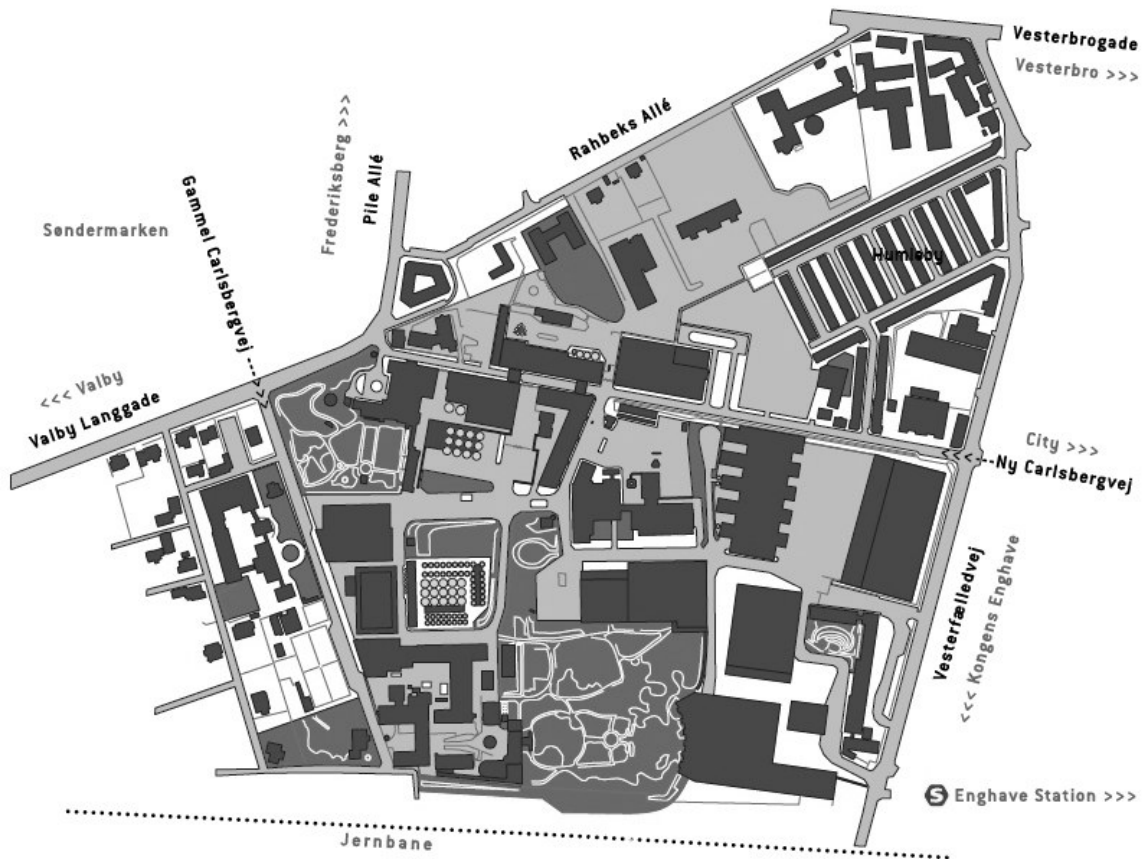 Vesterbrogade
Vesterbro >>>
Rahbeks Allé
Frederiksberg >>>
Pile Allé
Gammel Carlsbergvej
Søndermarken
Humleby
<<< Valby
Valby Langgade
City >>>
Ny Carlsbergvej
Vesterfælledvej
<<< Kongens Enghave
S Enghave Station >>>
Jernbane